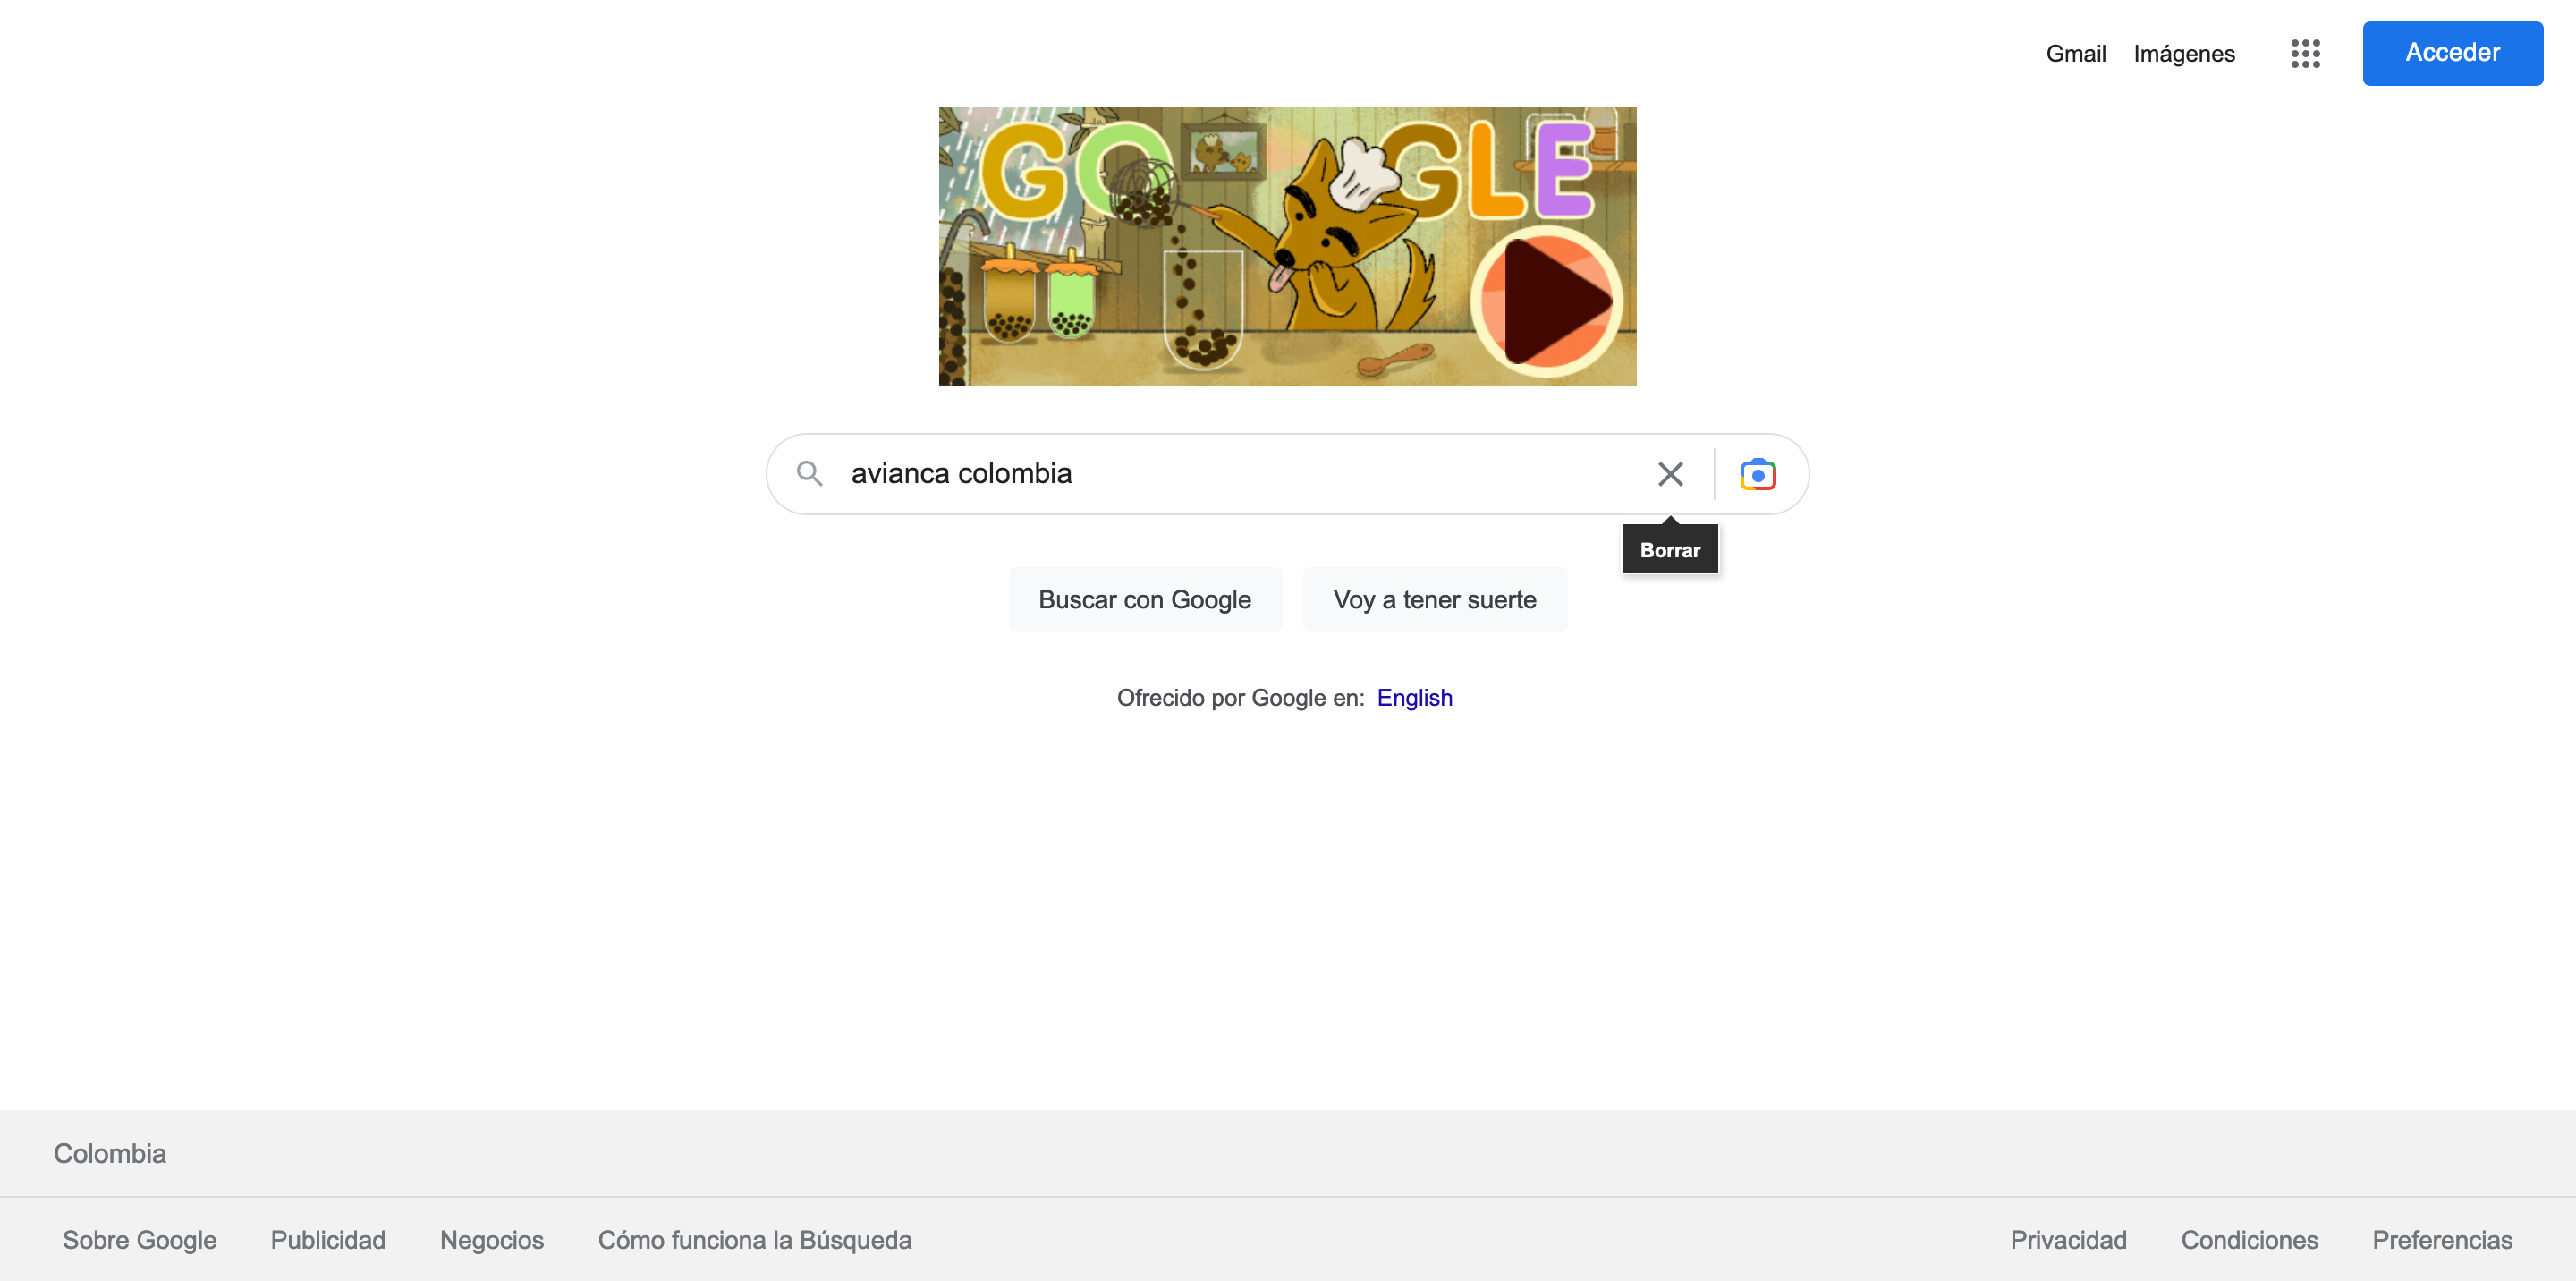 Gmail Imágenes Acceder
GOOGLE
avianca colombia
Borrar
Buscar con Google Voy a tener suerte
Ofrecido por Google en: English
Colombia
Sobre Google Publicidad Negocios Cómo funciona la Búsqueda Privacidad Condiciones Preferencias